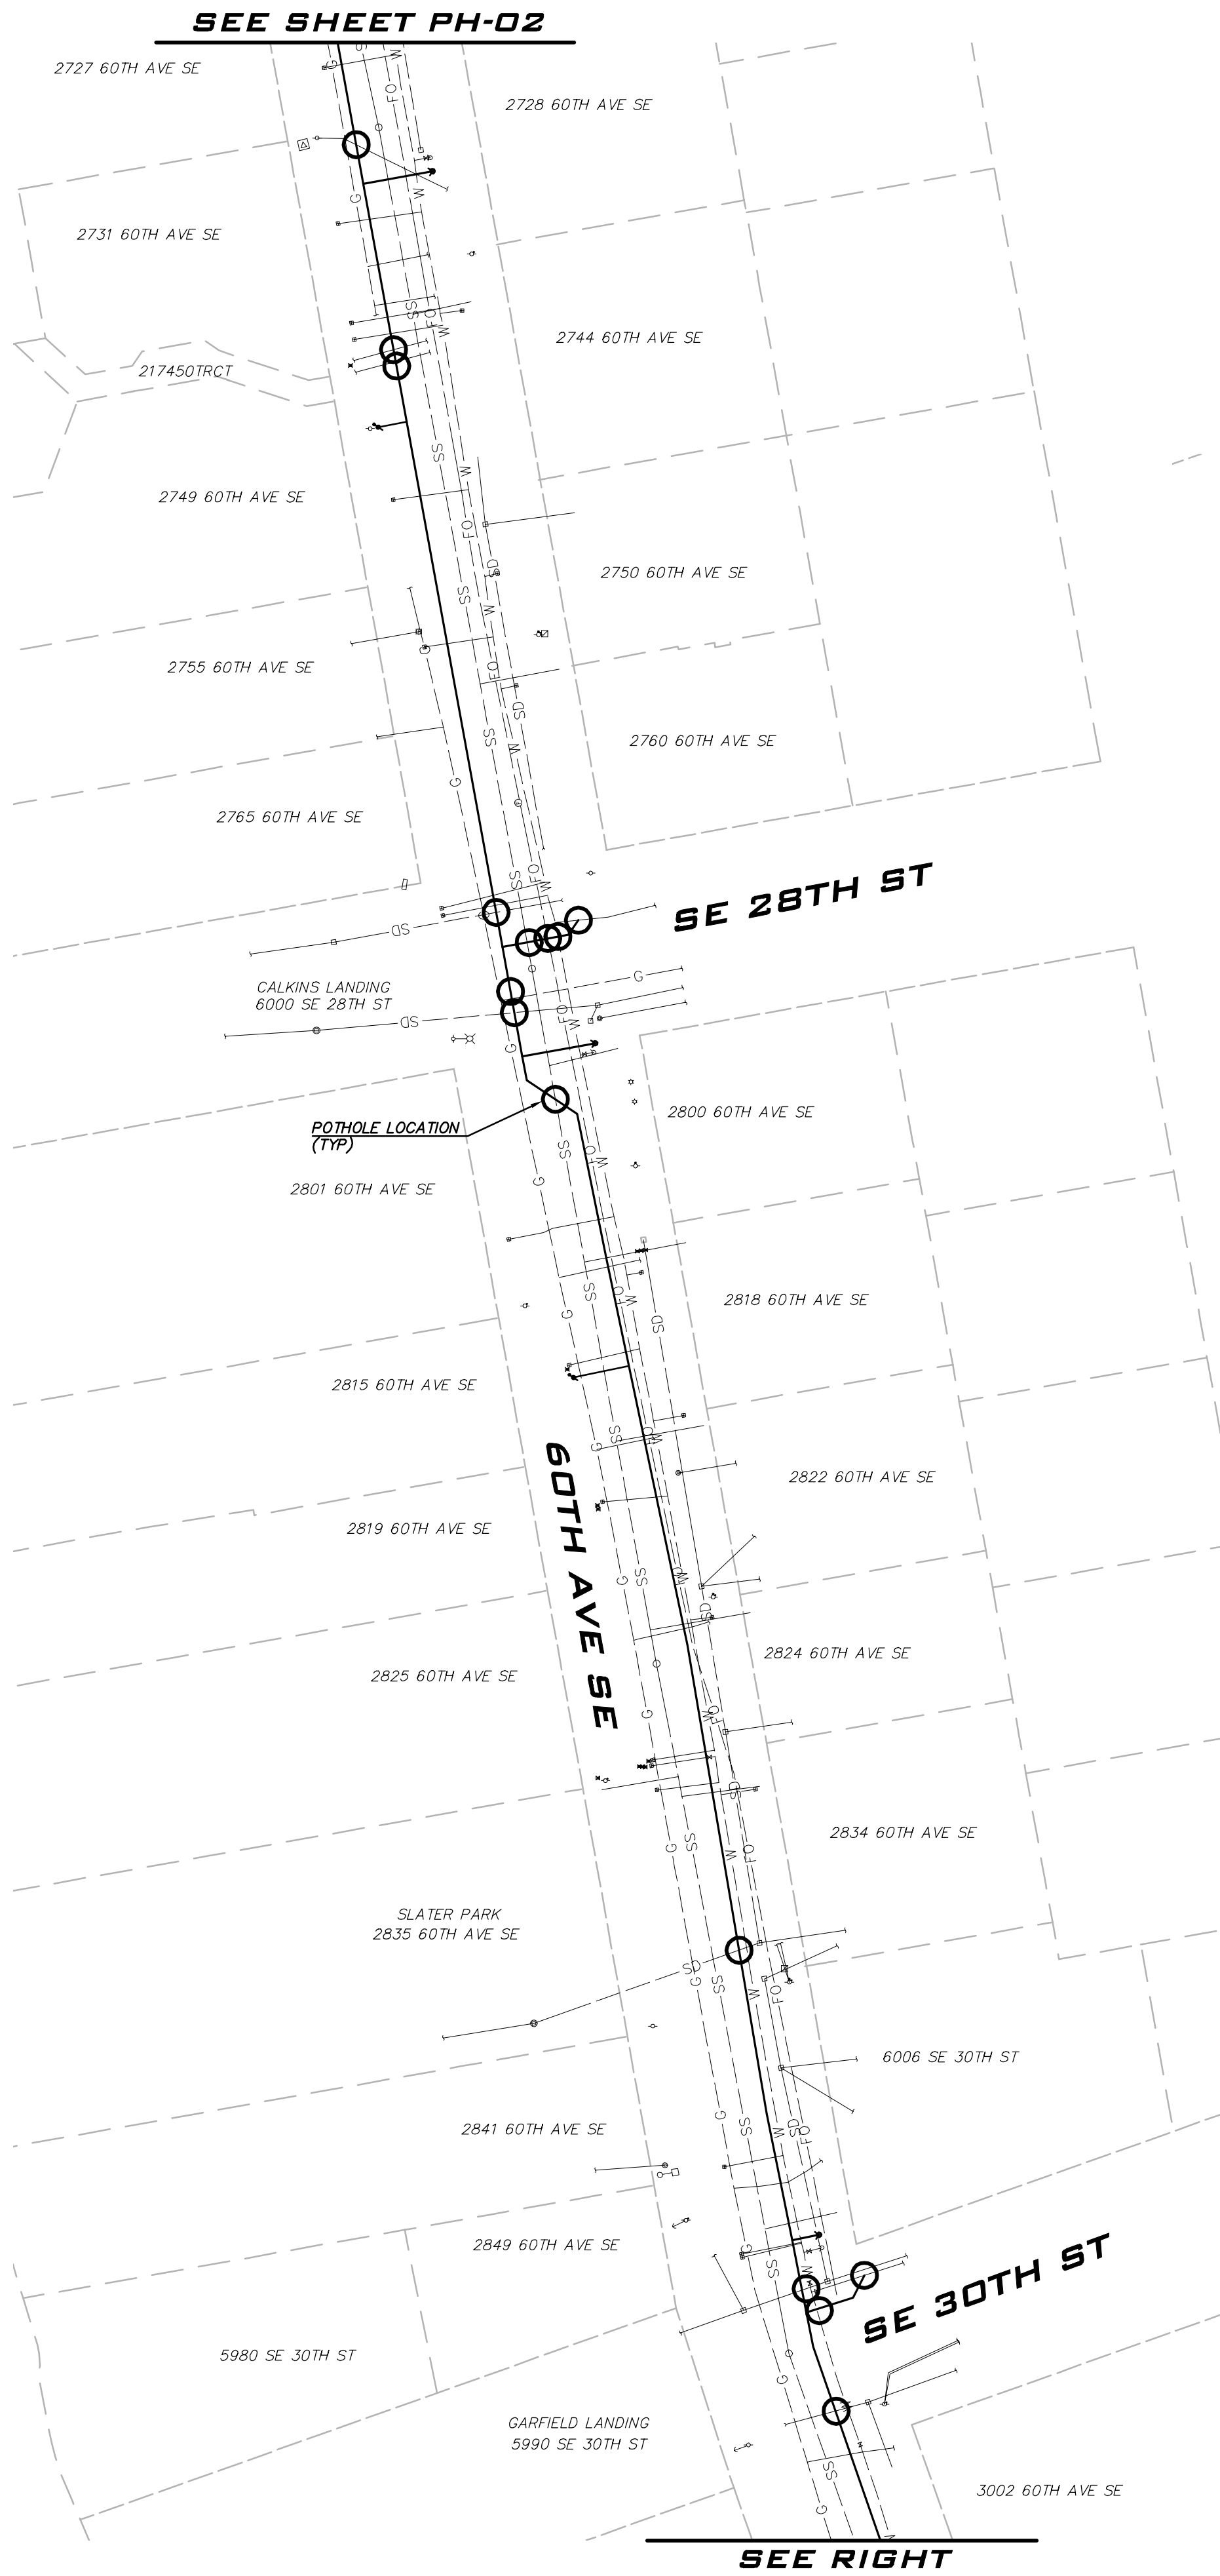 SEE SHEET PH-02
2727 60TH AVE SE
2728 60TH AVE SE
2731 60TH AVE SE
2744 60TH AVE SE
217450TRCT
2749 60TH AVE SE
2750 60TH AVE SE
2755 60TH AVE SE
2760 60TH AVE SE
2765 60TH AVE SE
SE 28TH ST
CALKINS LANDING
6000 SE 28TH ST
2800 60TH AVE SE
POTHOLE LOCATION
(TYP)
2801 60TH AVE SE
2818 60TH AVE SE
2815 60TH AVE SE
60TH AVE SE
2822 60TH AVE SE
2819 60TH AVE SE
2824 60TH AVE SE
2825 60TH AVE SE
2834 60TH AVE SE
SLATER PARK
2835 60TH AVE SE
6006 SE 30TH ST
2841 60TH AVE SE
2849 60TH AVE SE
SE 30TH ST
5980 SE 30TH ST
GARFIELD LANDING
5990 SE 30TH ST
3002 60TH AVE SE
SEE RIGHT